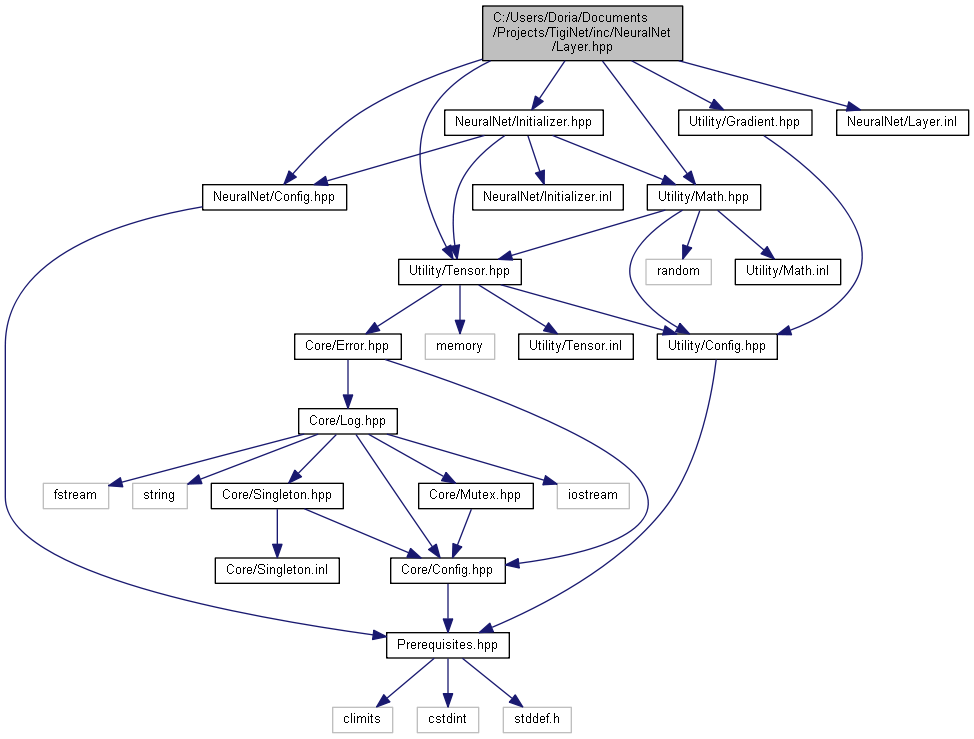 C:/Users/Doria/Documents
/Projects/TigiNet/inc/NeuralNet
/Layer.hpp
NeuralNet/Initializer.hpp
Utility/Gradient.hpp
NeuralNet/Layer.inl
NeuralNet/Config.hpp
NeuralNet/Initializer.inl
Utility/Math.hpp
Utility/Tensor.hpp
random
Utility/Math.inl
Core/Error.hpp
memory
Utility/Tensor.inl
Utility/Config.hpp
Core/Log.hpp
fstream
string
Core/Singleton.hpp
Core/Mutex.hpp
iostream
Core/Singleton.inl
Core/Config.hpp
Prerequisites.hpp
climits
cstdint
stddef.h